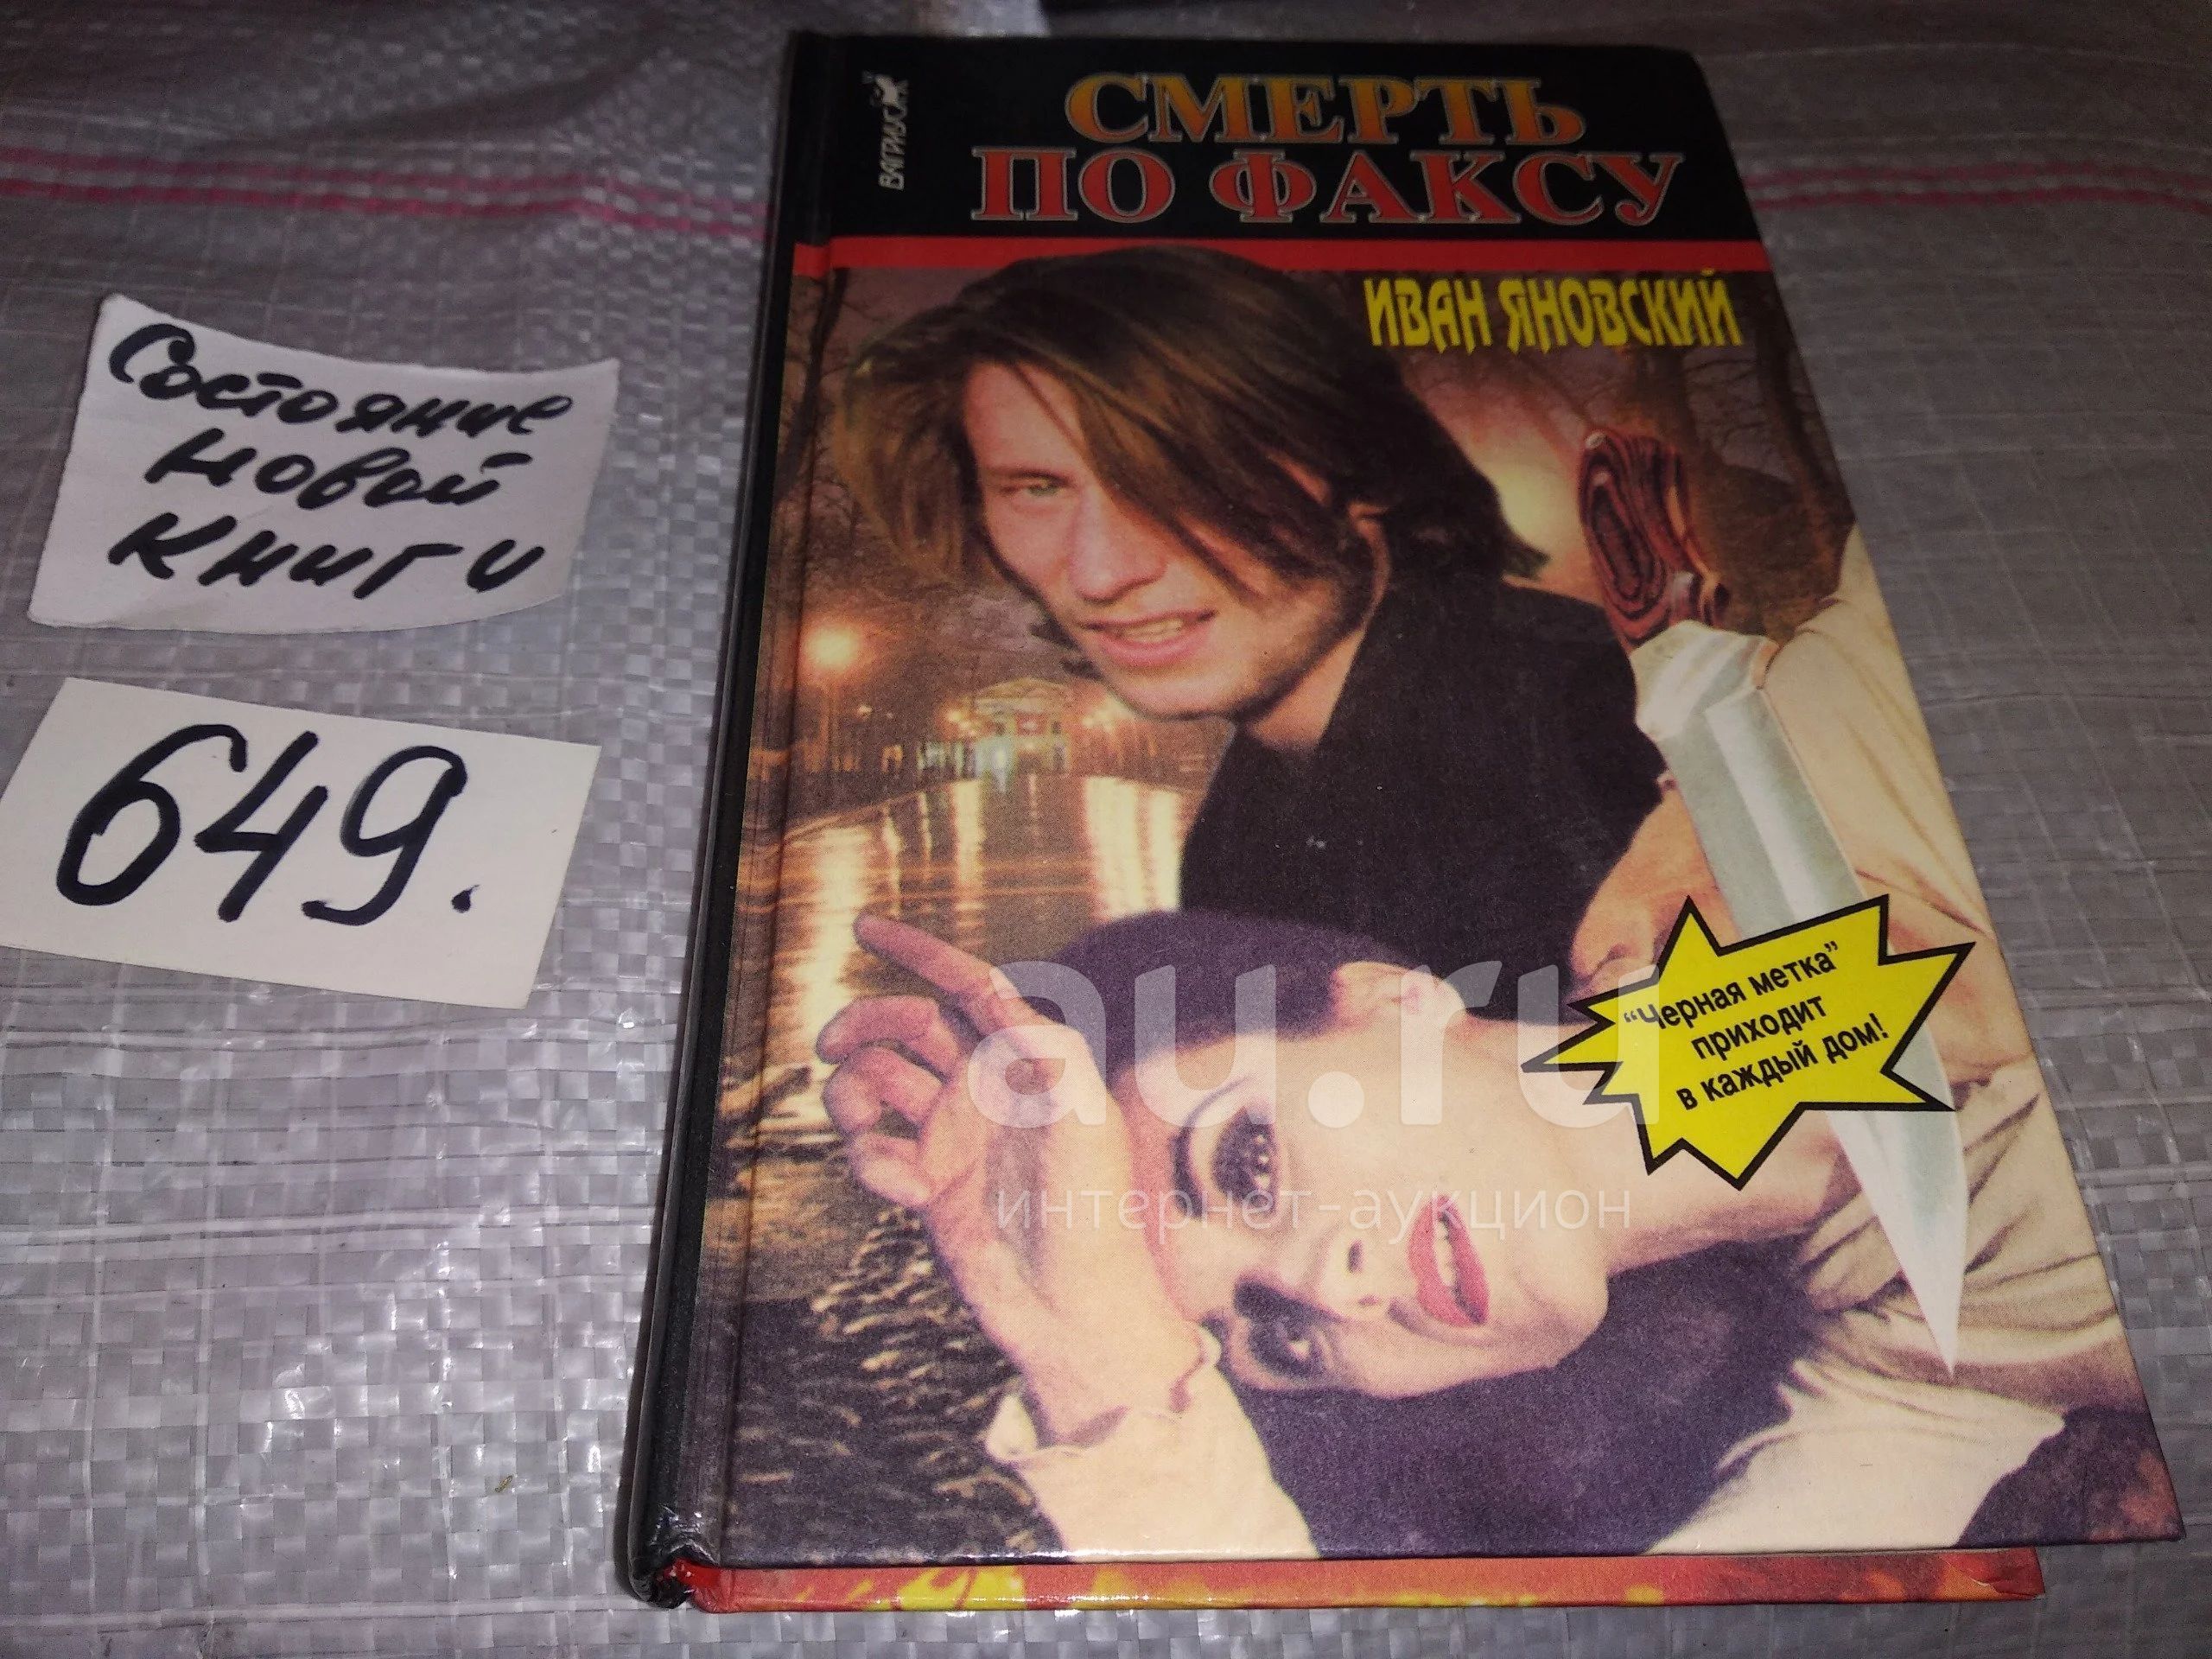 ВАГРИУС
СМЕРТЬ
ПО ФАКСУ
ИВАН ЯНОВСКИЙ
Состояние
новой
книги
649.
"Черная метка"
приходит
в каждый дом!
au.ru
интернет-аукцион